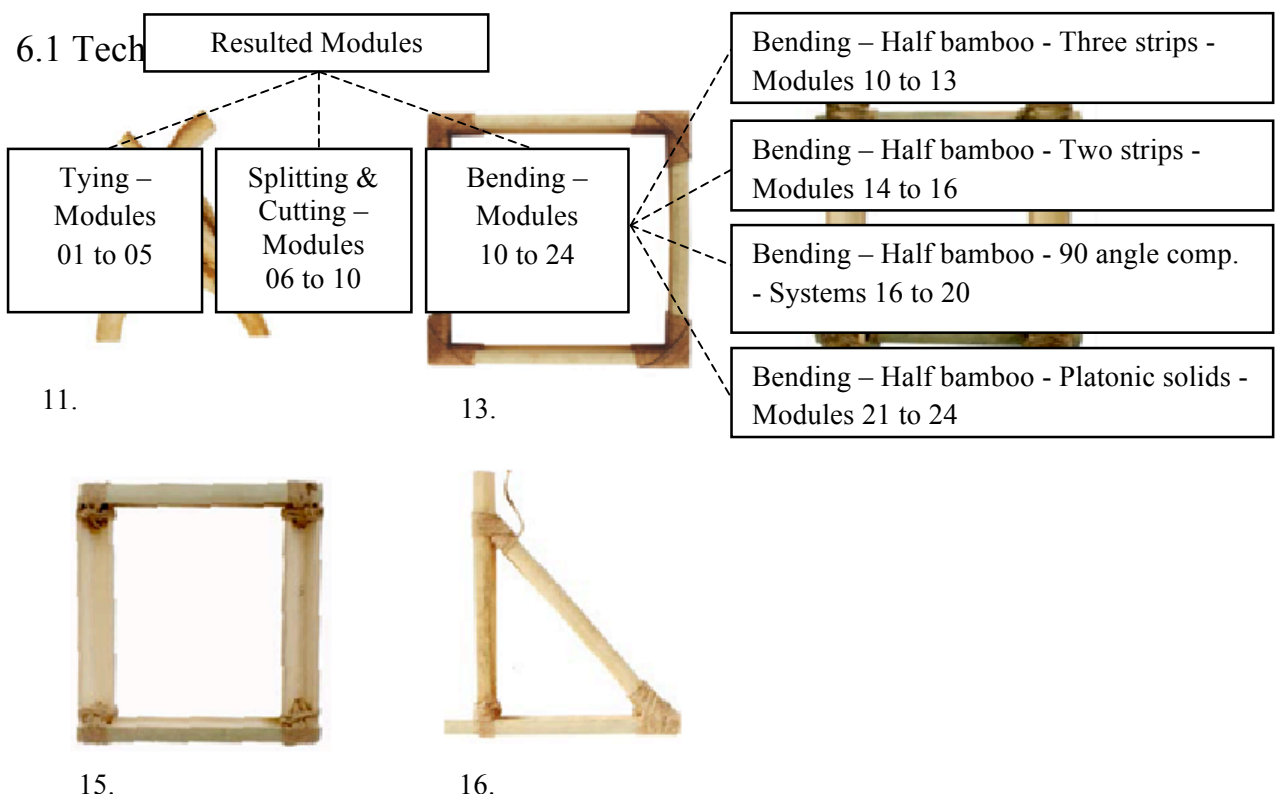 6.1 Tech
Resulted Modules
Tying –
Modules
01 to 05
Splitting &
Cutting –
Modules
06 to 10
Bending –
Modules
10 to 24
Bending – Half bamboo - Three strips -
Modules 10 to 13
Bending – Half bamboo - Two strips -
Modules 14 to 16
Bending – Half bamboo - 90 angle comp.
- Systems 16 to 20
Bending – Half bamboo - Platonic solids -
Modules 21 to 24
11.
13.
15.
16.